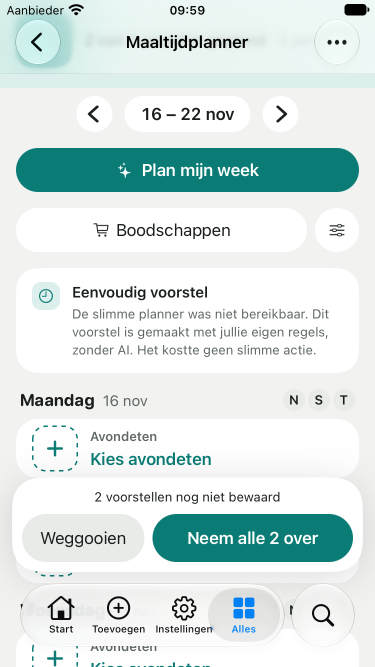 Aanbieder
09:59
Maaltijdplanner
16 – 22 nov
Plan mijn week
Boodschappen
Eenvoudig voorstel
De slimme planner was niet bereikbaar. Dit
voorstel is gemaakt met jullie eigen regels,
zonder AI. Het kostte geen slimme actie.
Maandag 16 nov
N S T
Avondeten
Kies avondeten
2 voorstellen nog niet bewaard
Weggooien
Neem alle 2 over
Start
Toevoegen
Instellingen
Alles
Avondeten